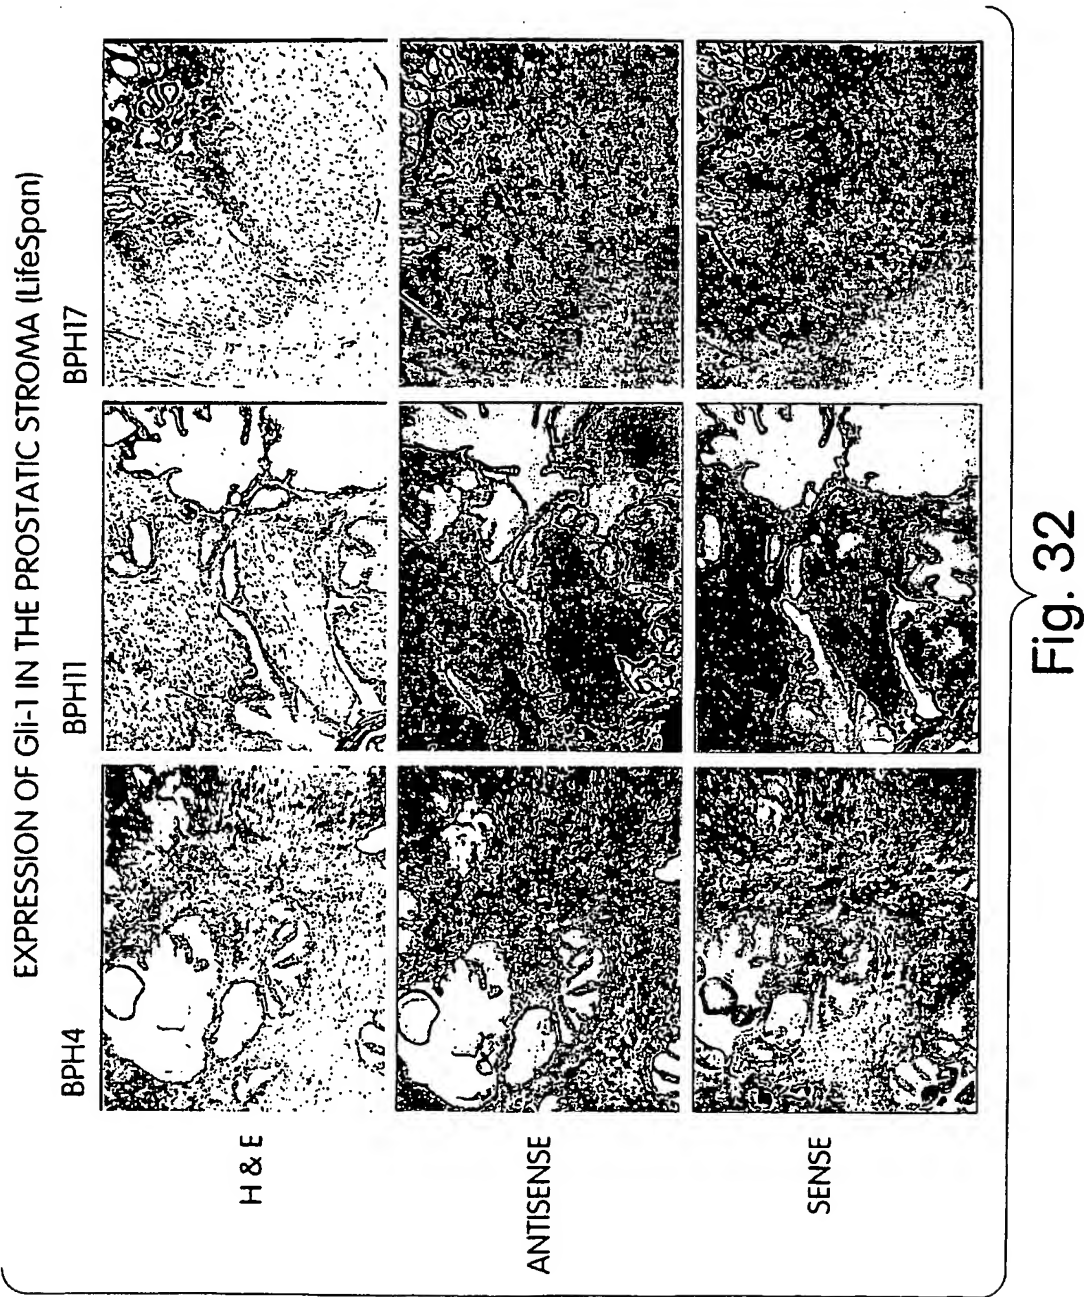 EXPRESSION OF Gli-1 IN THE PROSTATIC STROMA (LifeSpan)
BPH4 BPH11 BPH17
H & E
ANTISENSE
SENSE
Fig. 32